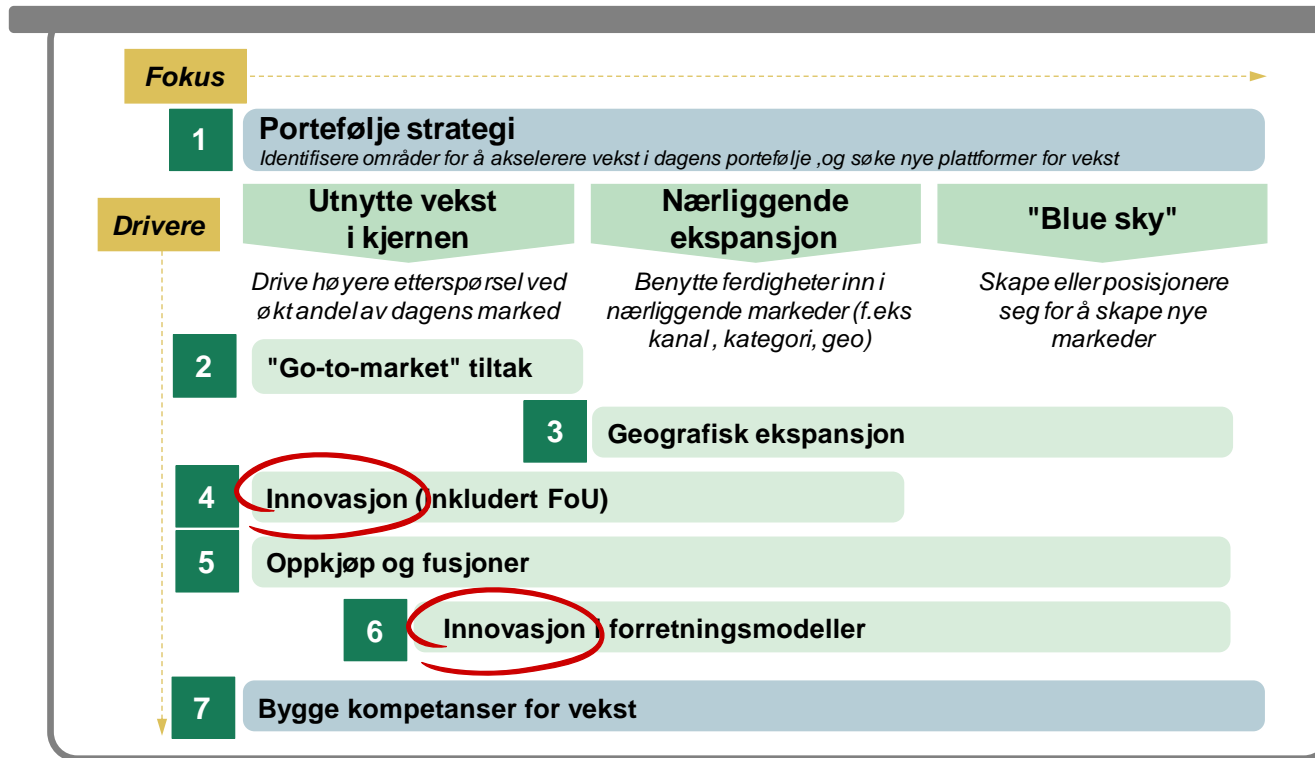 Fokus
1
Portefølje strategi
Identifisere områder for å akselerere vekst i dagens portefølje ,og søke nye plattformer for vekst
Drivere
Utnytte vekst
i kjernen
Drive høyere etterspørsel ved
økt andel av dagens marked
Nærliggende
ekspansjon
Benytte ferdigheter inn i
nærliggende markeder (f.eks
kanal , kategori, geo)
"Blue sky"
Skape eller posisjonere
seg for å skape nye
markeder
2
"Go-to-market" tiltak
3
Geografisk ekspansjon
4
Innovasjon (inkludert FoU)
5
Oppkjøp og fusjoner
6
Innovasjon i forretningsmodeller
7
Bygge kompetanser for vekst